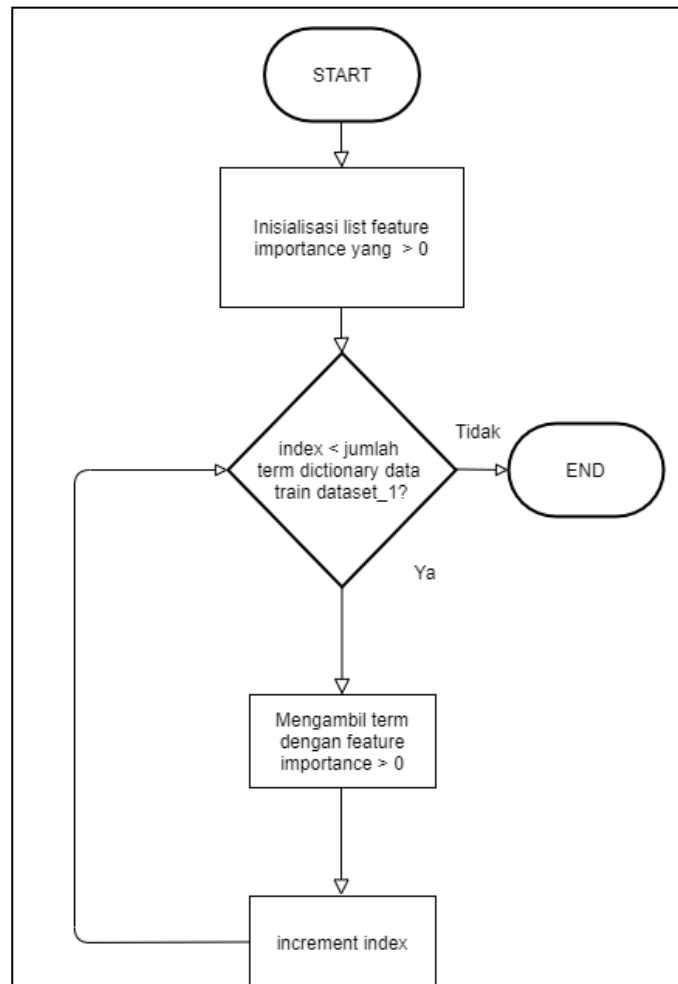 START
Inisialisasi list feature
importance yang > 0
index < jumlah
term dictionary data
train dataset_1?
Tidak
END
Ya
Mengambil term
dengan feature
importance > 0
increment index